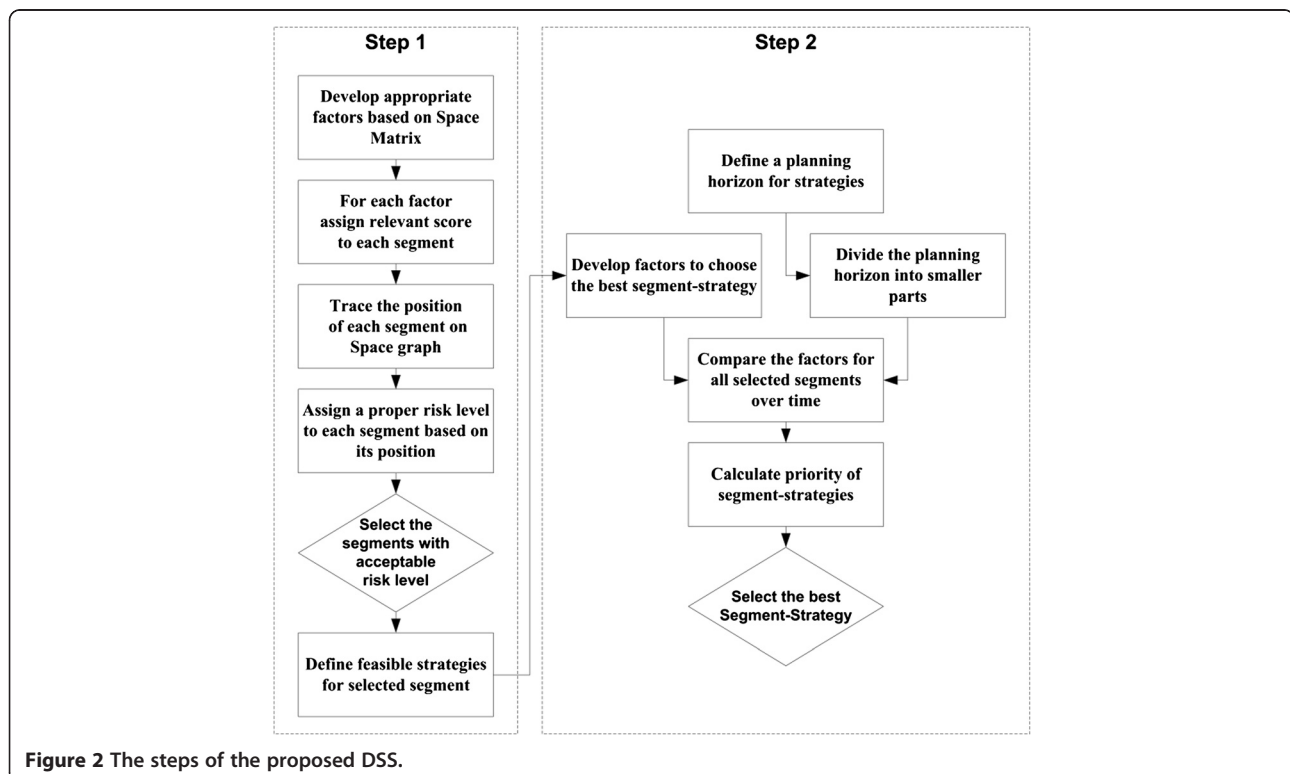 Step 1
Develop appropriate
factors based on Space
Matrix
For each factor
assign relevant score
to each segment
Trace the position
of each segment on
Space graph
Assign a proper risk level
to each segment based on
its position
Select the
segments with
acceptable
risk level
Define feasible strategies
for selected segment
Step 2
Define a planning
horizon for strategies
Develop factors to choose
the best segment-strategy
Divide the planning
horizon into smaller
parts
Compare the factors for
all selected segments
over time
Calculate priority of
segment-strategies
Select the best
Segment-Strategy
Figure 2 The steps of the proposed DSS.